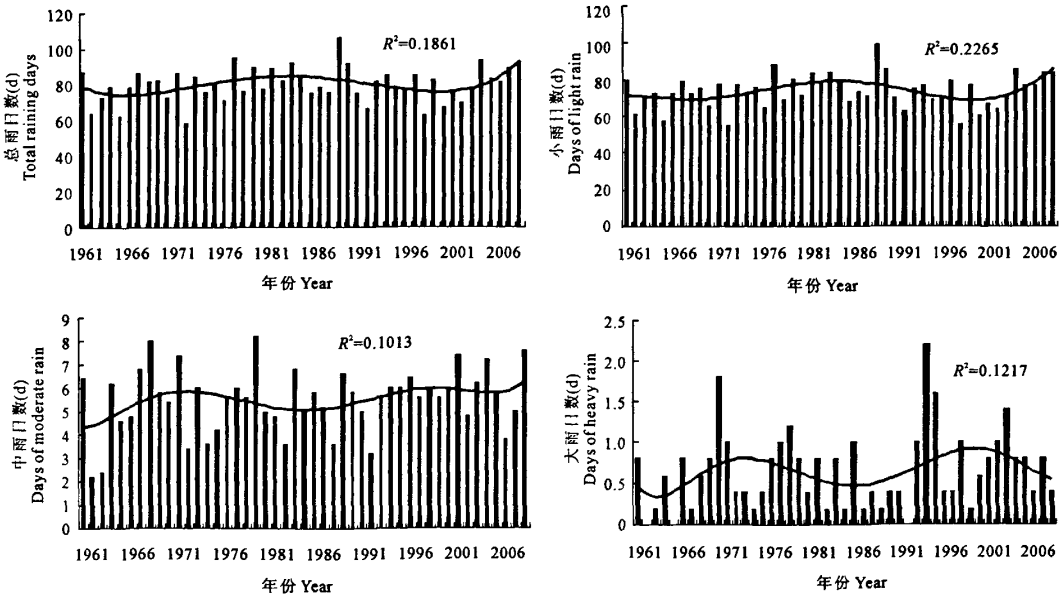 总雨日数(d)
Total raining days
120
100
80
60
40
20
0
R²=0.1861
1961 1966 1971 1976 1981 1986 1991 1996 2001 2006
年份 Year
小雨日数(d)
Days of light rain
120
100
80
60
40
20
0
R²=0.2265
1961 1966 1971 1976 1981 1986 1991 1996 2001 2006
年份 Year
中雨日数(d)
Days of moderate rain
9
8
7
6
5
4
3
2
1
0
R²=0.1013
1961 1966 1971 1976 1981 1986 1991 1996 2001 2006
年份 Year
大雨日数(d)
Days of heavy rain
2.5
2.0
1.5
1.0
0.5
0
R²=0.1217
1961 1966 1971 1976 1981 1986 1991 1996 2001 2006
年份 Year